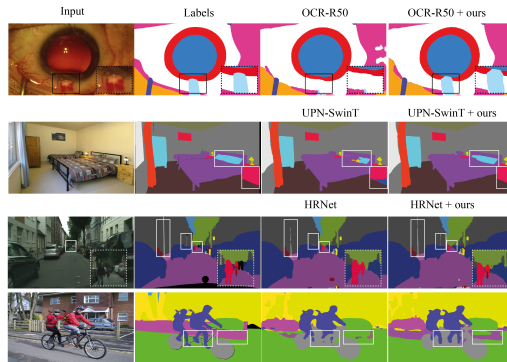 Input Labels OCR-R50 OCR-R50 + ours
UPN-SwinT UPN-SwinT + ours
HRNet HRNet + ours